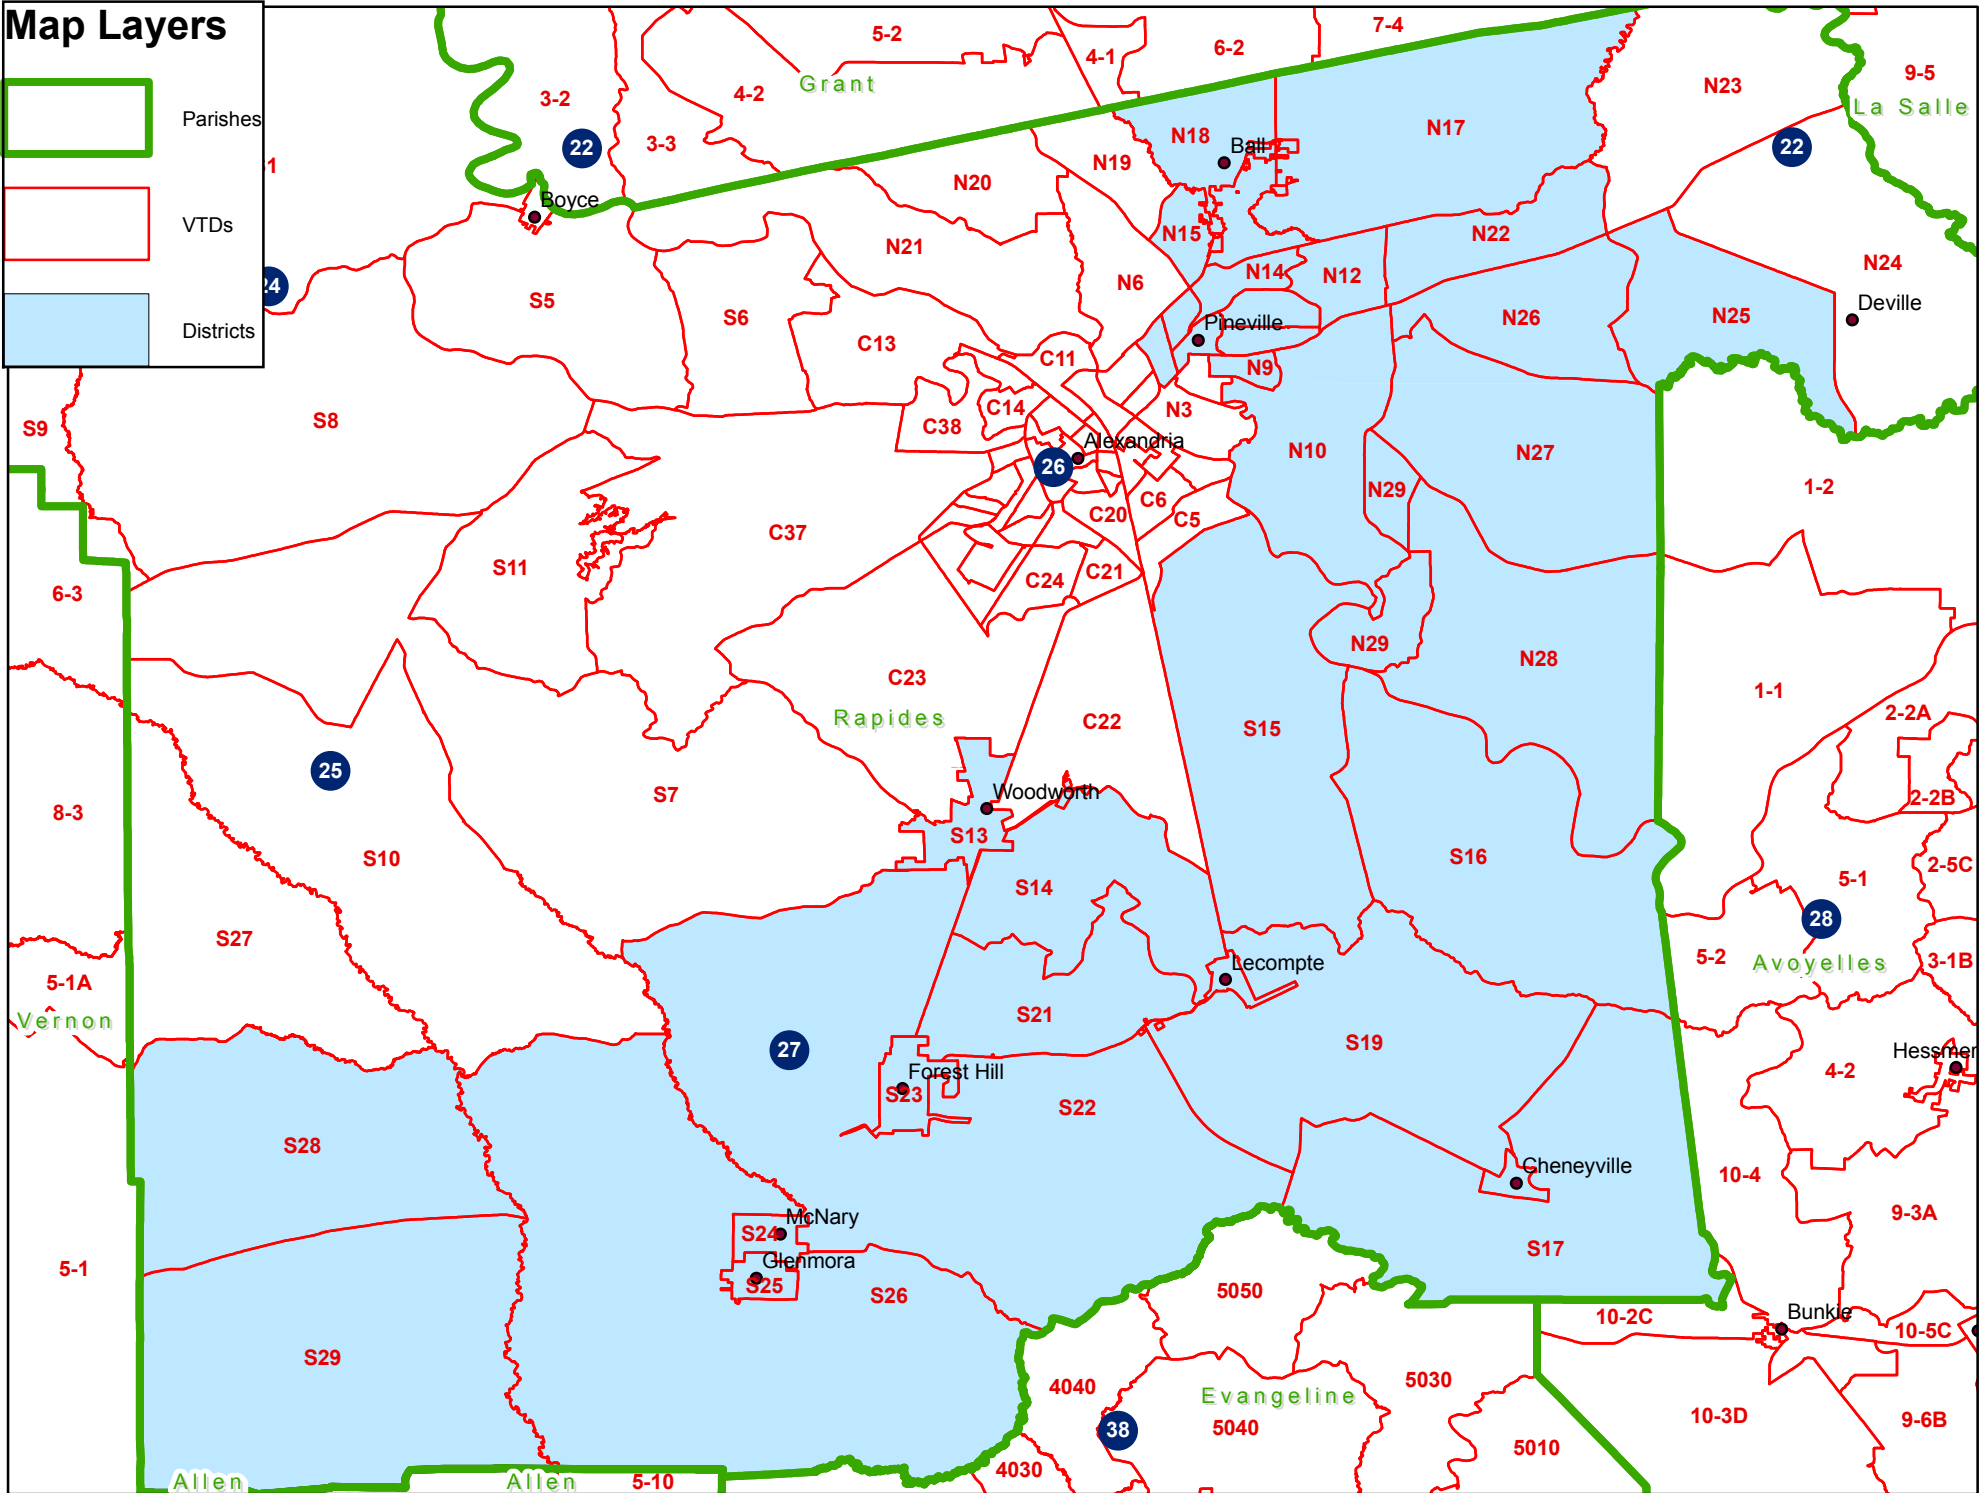 Map Layers
Parishes
VTDs
Districts
5-2
7-4
6-2
4-1
Grant
4-2
3-2
3-3
N23
9-5
La Salle
N18
Ball
N17
22
22
1
N19
N20
Boyce
N15
N22
N21
N14
N12
N6
N24
24
S5
S6
Deville
Pineville
N26
N25
C13
C11
N9
C14
N3
S9
S8
C38
Alexandria
N10
N27
26
N29
1-2
C6
C20
C5
C37
S11
C24
C21
6-3
N29
N28
C23
1-1
Rapides
C22
2-2A
S15
25
S7
Woodworth
2-2B
8-3
S13
S10
S16
S14
5-1
2-5C
28
S27
5-2
Avoyelles
3-1B
Lecompte
5-1A
Vernon
S21
27
S19
Hessmer
Forest Hill
4-2
S23
S22
S28
Cheneyville
10-4
McNary
S24
9-3A
S17
Glenmora
S25
5-1
S26
5050
10-2C
Bunkie
10-5C
S29
4040
5030
Evangeline
38
5040
10-3D
9-6B
5010
4030
Allen
Allen
5-10